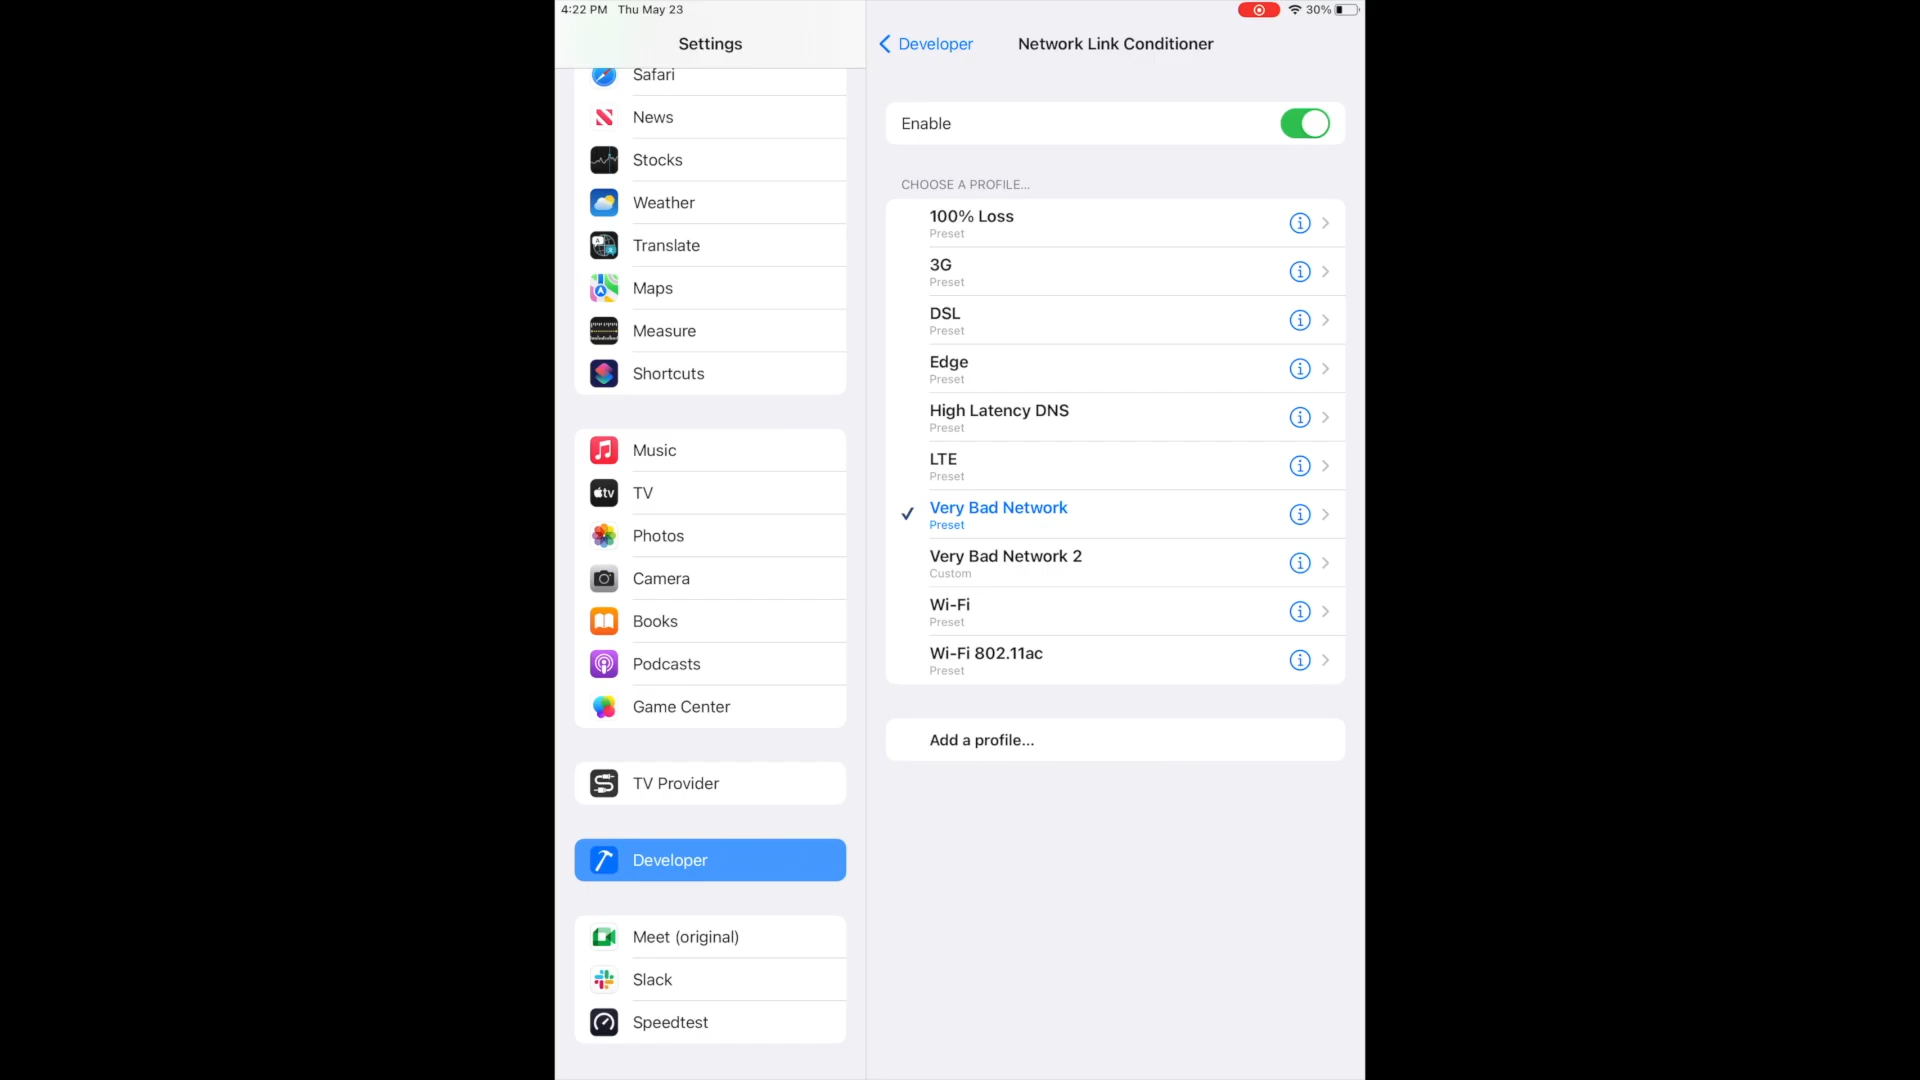 4:22 PM Thu May 23
30%
Settings
Safari
News
Stocks
Weather
Translate
Maps
Measure
Shortcuts
Music
TV
Photos
Camera
Books
Podcasts
Game Center
TV Provider
Developer
Meet (original)
Slack
Speedtest
Developer
Network Link Conditioner
Enable
CHOOSE A PROFILE...
100% Loss
Preset
3G
Preset
DSL
Preset
Edge
Preset
High Latency DNS
Preset
LTE
Preset
Very Bad Network
Preset
Very Bad Network 2
Custom
Wi-Fi
Preset
Wi-Fi 802.11ac
Preset
Add a profile...